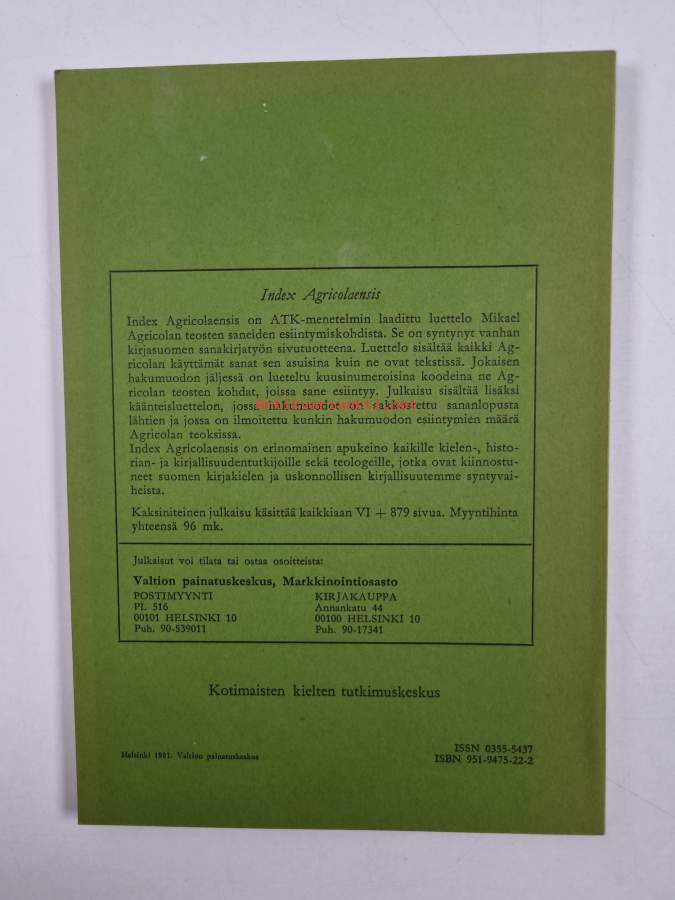 Index Agricolaensis
Index Agricolaensis on ATK-menetelmin laadittu luettelo Mikael
Agricolan teosten saneiden esiintymiskohdista. Se on syntynyt vanhan
kirjasuomen sanakirjatyön sivutuotteena. Luettelo sisältää kaikki Ag-
ricolan käyttämät sanat sen asuisina kuin ne ovat tekstissä. Jokaisen
hakumuodon jäljessä on lueteltu kuusinumeroisina koodeina ne Ag-
ricolan teosten kohdat, joissa sane esiintyy. Julkaisu sisältää lisäksi
käänteisluettelon, jossa hakumuodot on aakkostettu sananlopusta
lähtien ja jossa on ilmoitettu kunkin hakumuodon esiintymien määrä
Agricolan teoksissa.
Index Agricolaensis on erinomainen apukeino kaikille kielen-, histo-
rian- ja kirjallisuudentutkijoille sekä teologeille, jotka ovat kiinnostu-
neet suomen kirjakielen ja uskonnollisen kirjallisuutemme syntyvai-
heista.
Kaksiniteinen julkaisu käsittää kaikkiaan VI + 879 sivua. Myyntihinta
yhteensä 96 mk.
Julkaisut voi tilata tai ostaa osoitteista:
Valtion painatuskeskus, Markkinointiosasto
POSTIMYYNTI KIRJAKAUPPA
PL 516 Annankatu 44
00101 HELSINKI 10 00100 HELSINKI 10
Puh. 90-539011 Puh. 90-17341
Kotimaisten kielten tutkimuskeskus
ISSN 0355-5437
Helsinki 1981. Valtion painatuskeskus ISBN 951-9475-22-2